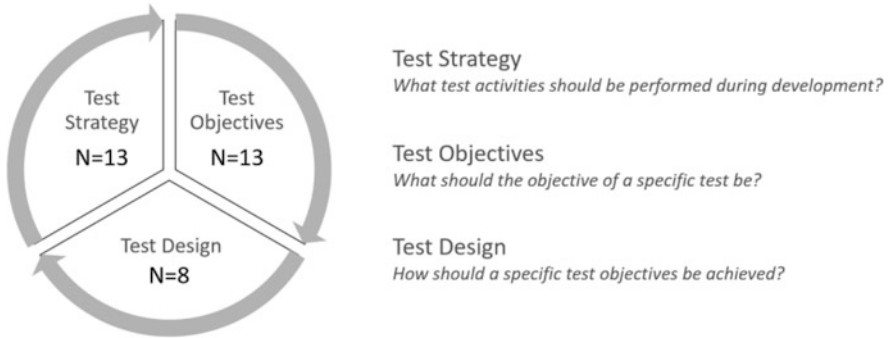 Test
Strategy
N=13
Test
Objectives
N=13
Test Design
N=8
Test Strategy
What test activities should be performed during development?
Test Objectives
What should the objective of a specific test be?
Test Design
How should a specific test objectives be achieved?